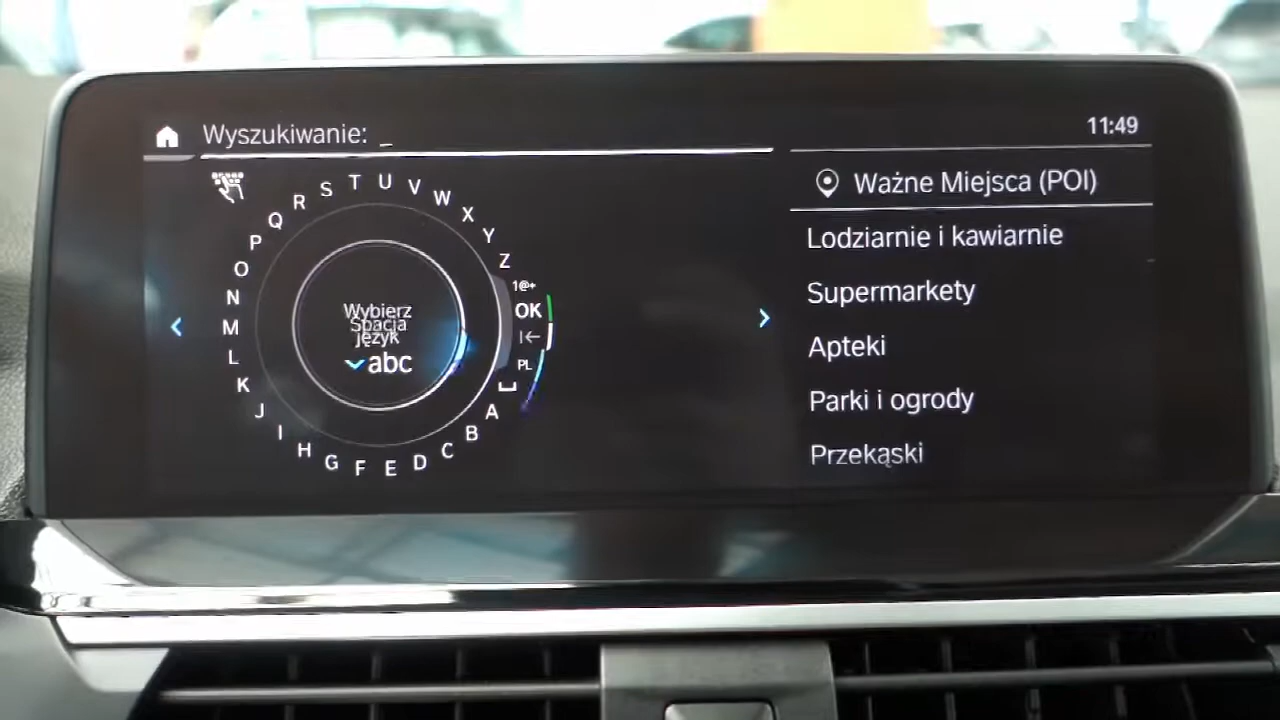 Wyszukiwanie: _
11:49
R S T U V W X Y Z
1@+
OK
PL
A B C D E F G H I J K L M N O P Q
Wybierz
Spacja
język
abc
Ważne Miejsca (POI)
Lodziarnie i kawiarnie
Supermarkety
Apteki
Parki i ogrody
Przekąski